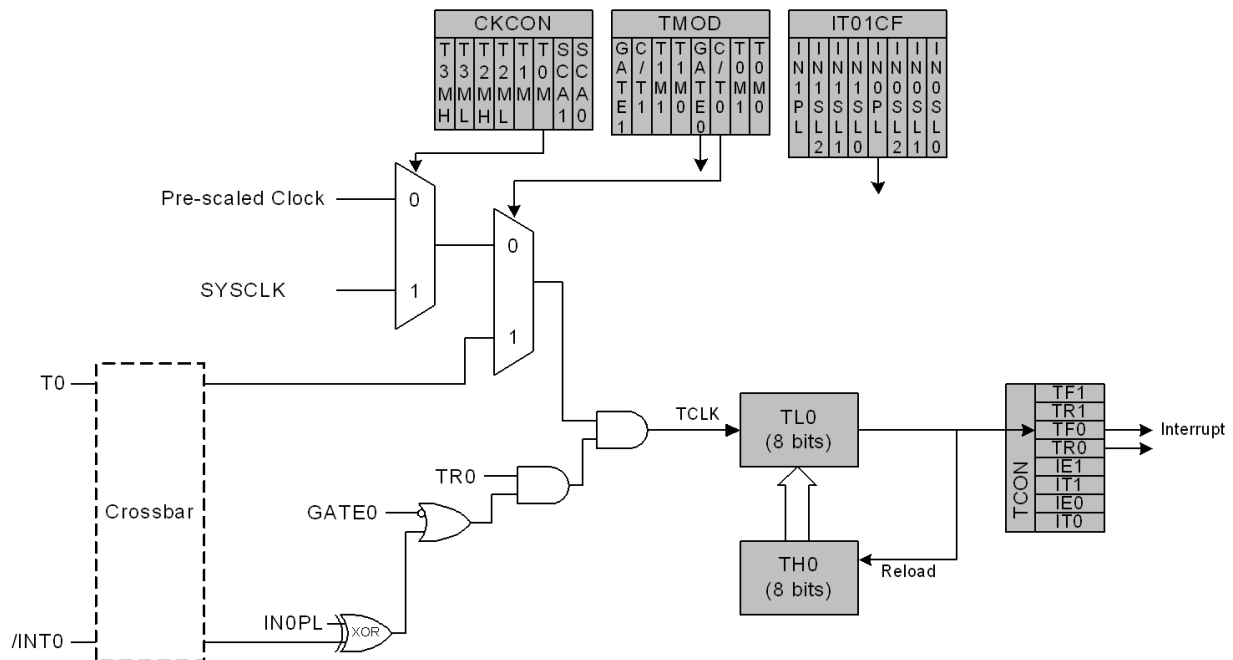 CKCON
T3MH
T3ML
T2MH
T2ML
T1M
T0M
SCA1
SCA0
TMOD
GATE1
C/T1
T1M1
T1M0
GATE0
C/T0
T0M1
T0M0
IT01CF
IN1PL
IN1SL2
IN1SL1
IN1SL0
IN0PL
IN0SL2
IN0SL1
IN0SL0
Pre-scaled Clock
0
SYSCLK
1
0
1
T0
Crossbar
/INT0
TR0
GATE0
IN0PL
XOR
TCLK
TL0
(8 bits)
TH0
(8 bits)
Reload
TCON
TF1
TR1
TF0
TR0
IE1
IT1
IE0
IT0
Interrupt